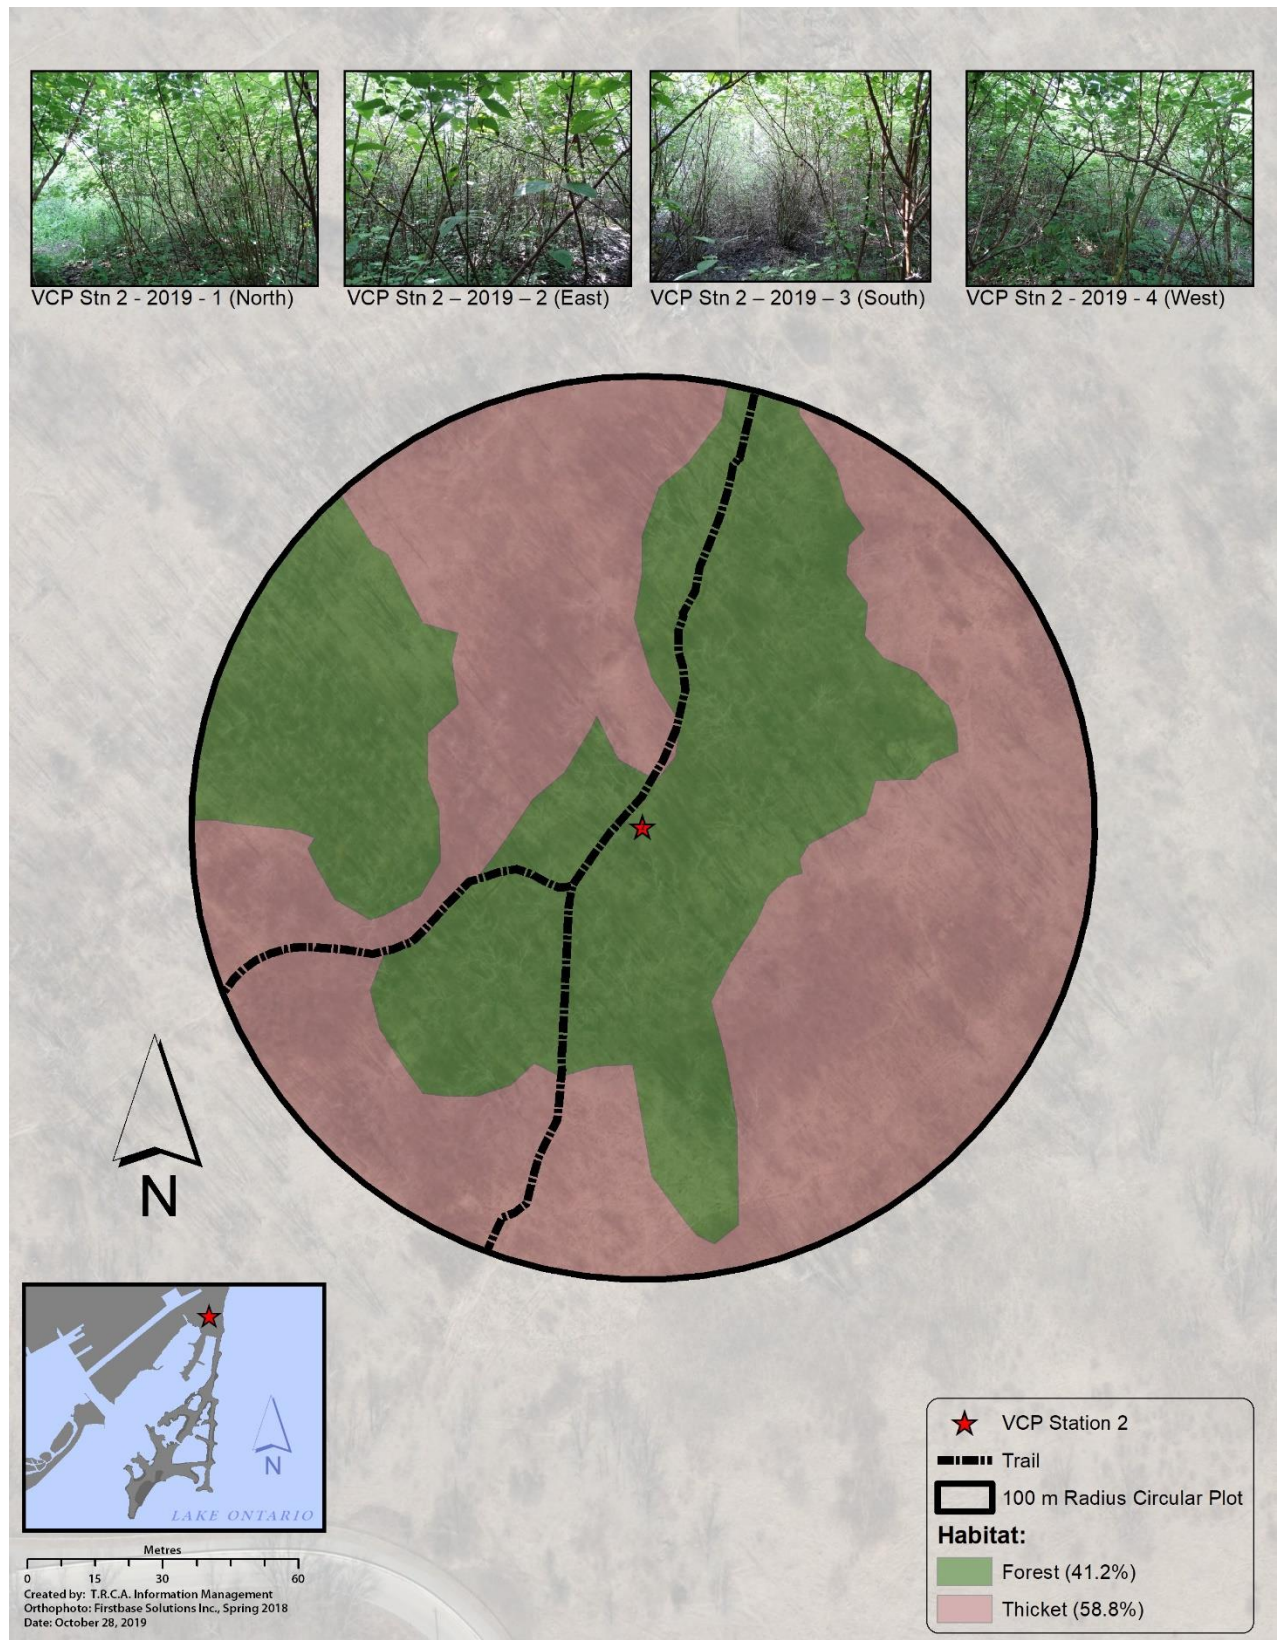 VCP Stn 2 - 2019 - 1 (North)
VCP Stn 2 – 2019 – 2 (East)
VCP Stn 2 – 2019 – 3 (South)
VCP Stn 2 - 2019 - 4 (West)
N
N
LAKE ONTARIO
Metres
0 15 30 60
Created by: T.R.C.A. Information Management
Orthophoto: Firstbase Solutions Inc., Spring 2018
Date: October 28, 2019
VCP Station 2
Trail
100 m Radius Circular Plot
Habitat:
Forest (41.2%)
Thicket (58.8%)